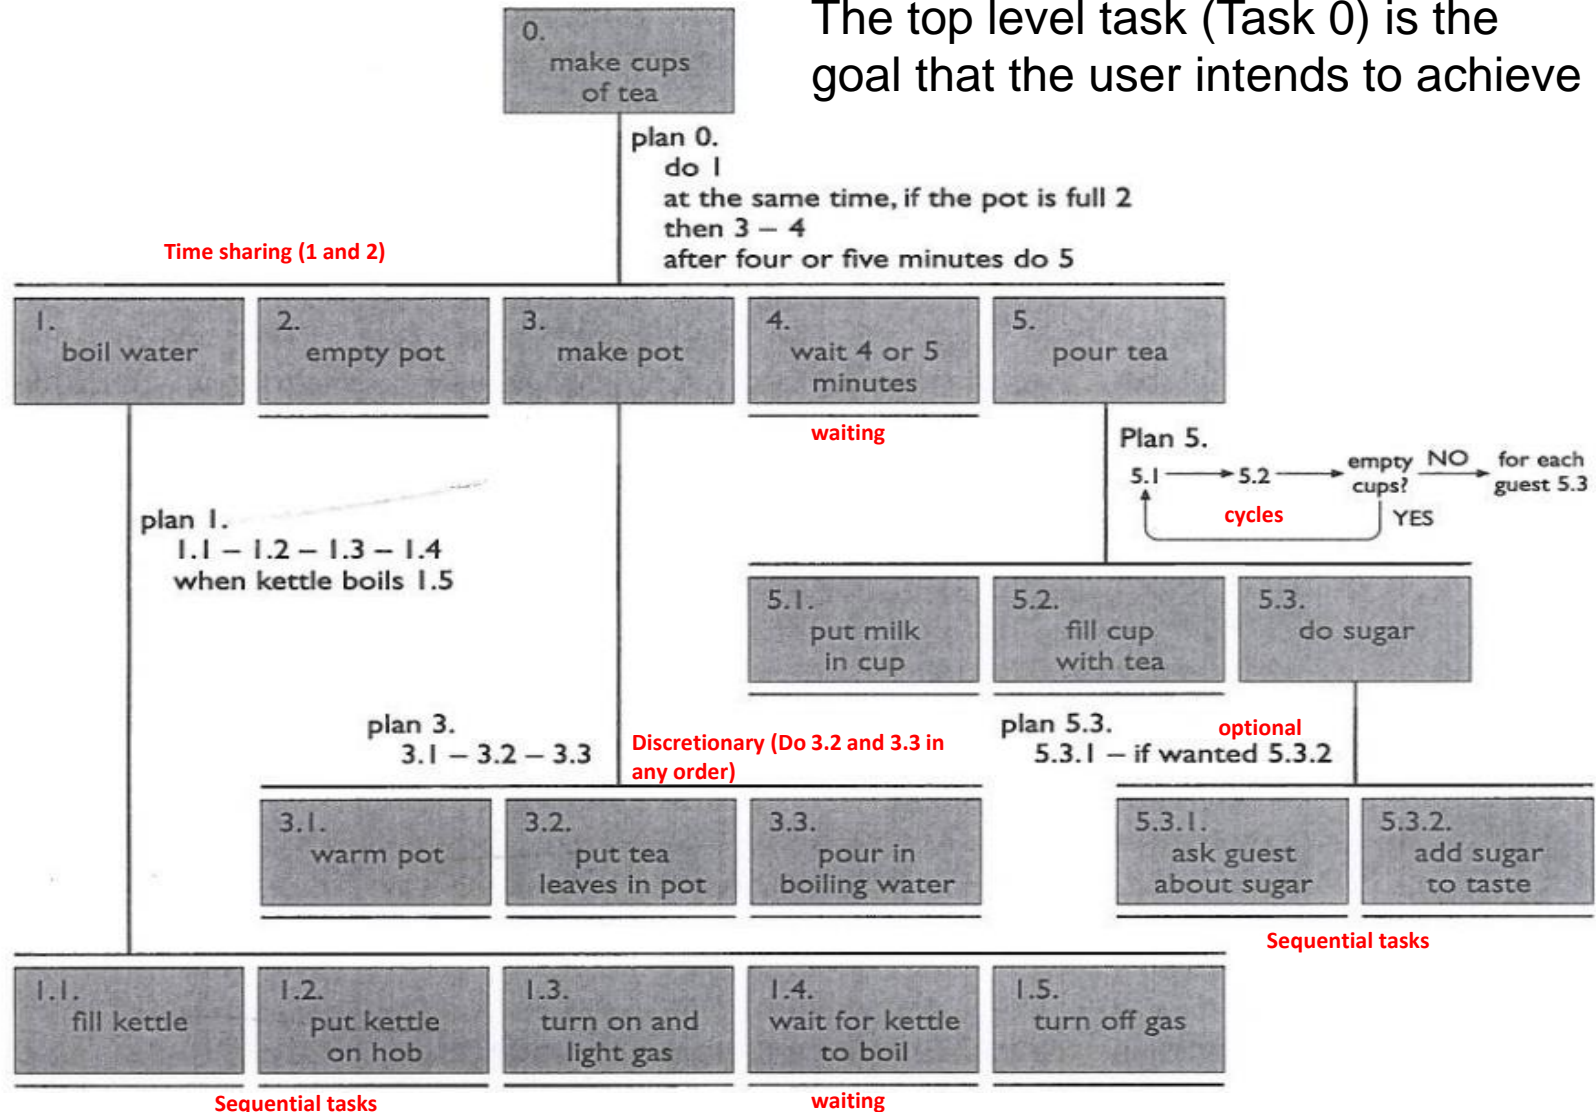 The top level task (Task 0) is the
goal that the user intends to achieve
0.
make cups
of tea
plan 0.
do 1
at the same time, if the pot is full 2
then 3 – 4
after four or five minutes do 5
Time sharing (1 and 2)
1.
boil water
2.
empty pot
3.
make pot
4.
wait 4 or 5
minutes
5.
pour tea
waiting
Plan 5.
5.1
5.2
empty
cups?
NO
for each
guest 5.3
cycles
YES
plan 1.
1.1 – 1.2 – 1.3 – 1.4
when kettle boils 1.5
5.1.
put milk
in cup
5.2.
fill cup
with tea
5.3.
do sugar
plan 3.
3.1 – 3.2 – 3.3
Discretionary (Do 3.2 and 3.3 in
any order)
plan 5.3.
optional
5.3.1 – if wanted 5.3.2
3.1.
warm pot
3.2.
put tea
leaves in pot
3.3.
pour in
boiling water
5.3.1.
ask guest
about sugar
5.3.2.
add sugar
to taste
Sequential tasks
1.1.
fill kettle
1.2.
put kettle
on hob
1.3.
turn on and
light gas
1.4.
wait for kettle
to boil
1.5.
turn off gas
Sequential tasks
waiting